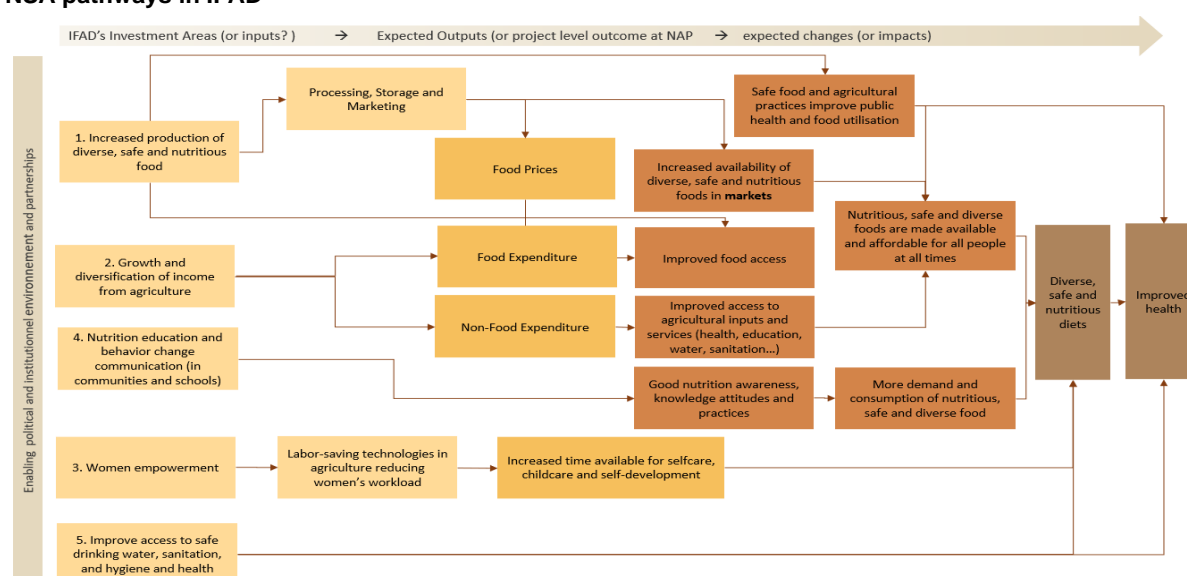 NSA pathways in IFAD
IFAD's Investment Areas (or inputs? ) → Expected Outputs (or project level outcome at NAP → expected changes (or impacts)
Enabling political and institutionnel environnement and partnerships
Processing, Storage and
Marketing
Safe food and agricultural
practices improve public
health and food utilisation
1. Increased production of
diverse, safe and nutritious
food
Food Prices
Increased availability of
diverse, safe and nutritious
foods in markets
Nutritious, safe and diverse
foods are made available
and affordable for all people
at all times
2. Growth and
diversification of income
from agriculture
Food Expenditure
Improved food access
Diverse,
safe and
nutritious
diets
Improved
health
Non-Food Expenditure
Improved access to
agricultural inputs and
services (health, education,
water, sanitation...)
4. Nutrition education and
behavior change
communication (in
communities and schools)
Good nutrition awareness,
knowledge attitudes and
practices
More demand and
consumption of nutritious,
safe and diverse food
3. Women empowerment
Labor-saving technologies in
agriculture reducing
women's workload
Increased time available for selfcare,
childcare and self-development
5. Improve access to safe
drinking water, sanitation,
and hygiene and health